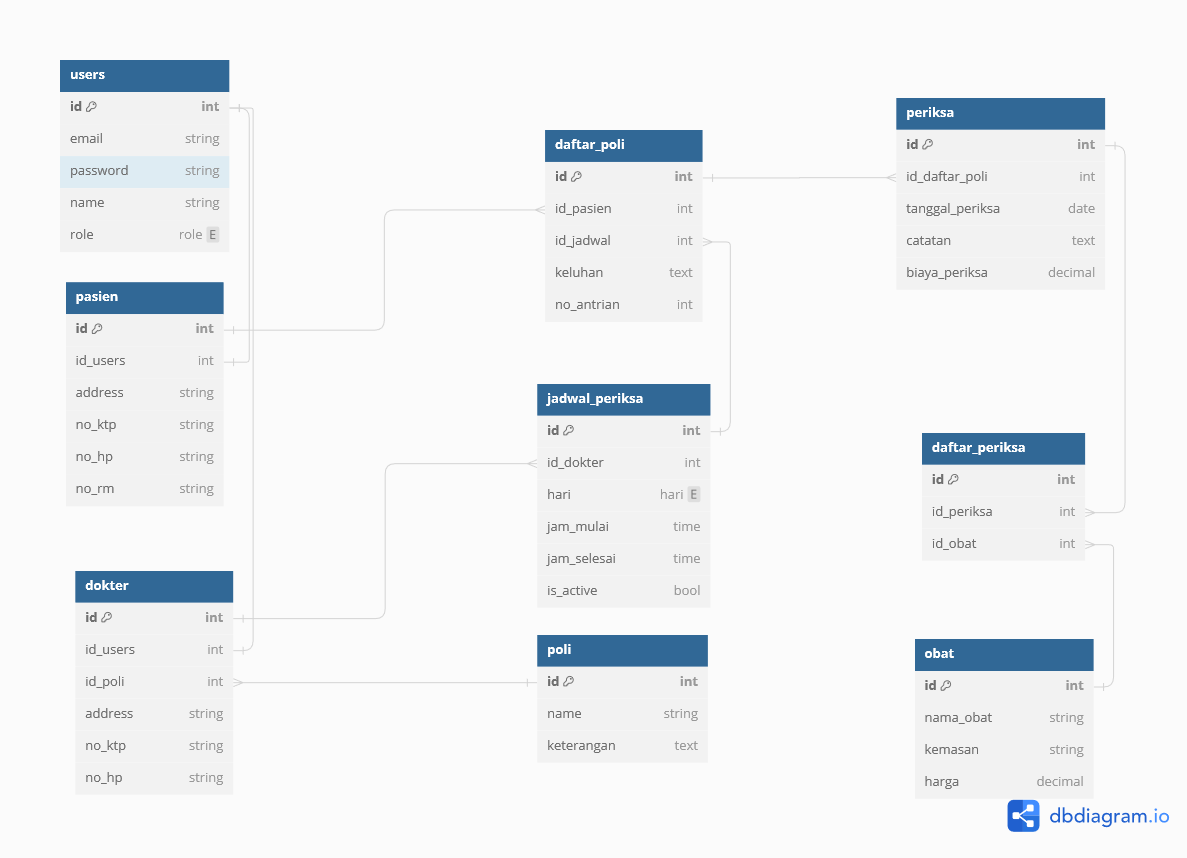 users
id int
email string
password string
name string
role role E
pasien
id int
id_users int
address string
no_ktp string
no_hp string
no_rm string
dokter
id int
id_users int
id_poli int
address string
no_ktp string
no_hp string
daftar_poli
id int
id_pasien int
id_jadwal int
keluhan text
no_antrian int
jadwal_periksa
id int
id_dokter int
hari hari E
jam_mulai time
jam_selesai time
is_active bool
poli
id int
name string
keterangan text
periksa
id int
id_daftar_poli int
tanggal_periksa date
catatan text
biaya_periksa decimal
daftar_periksa
id int
id_periksa int
id_obat int
obat
id int
nama_obat string
kemasan string
harga decimal
dbdiagram.io